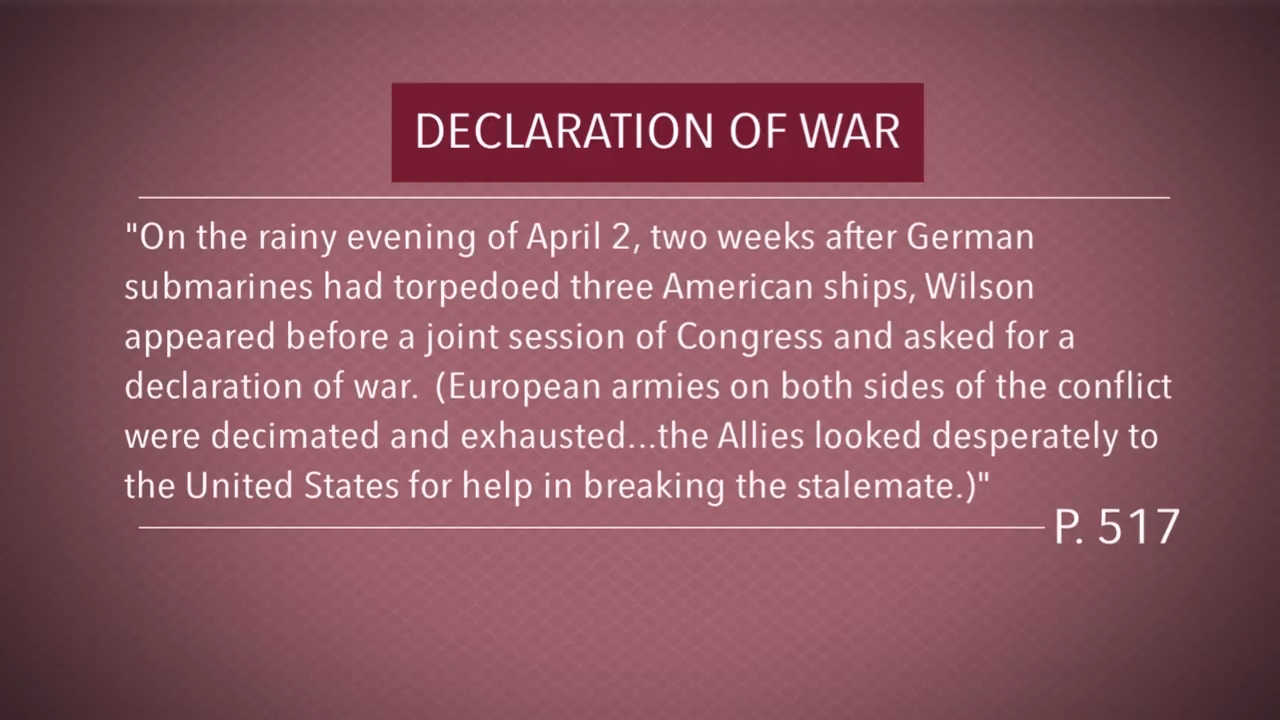 DECLARATION OF WAR
"On the rainy evening of April 2, two weeks after German
submarines had torpedoed three American ships, Wilson
appeared before a joint session of Congress and asked for a
declaration of war.  (European armies on both sides of the conflict
were decimated and exhausted...the Allies looked desperately to
the United States for help in breaking the stalemate.)"
P. 517